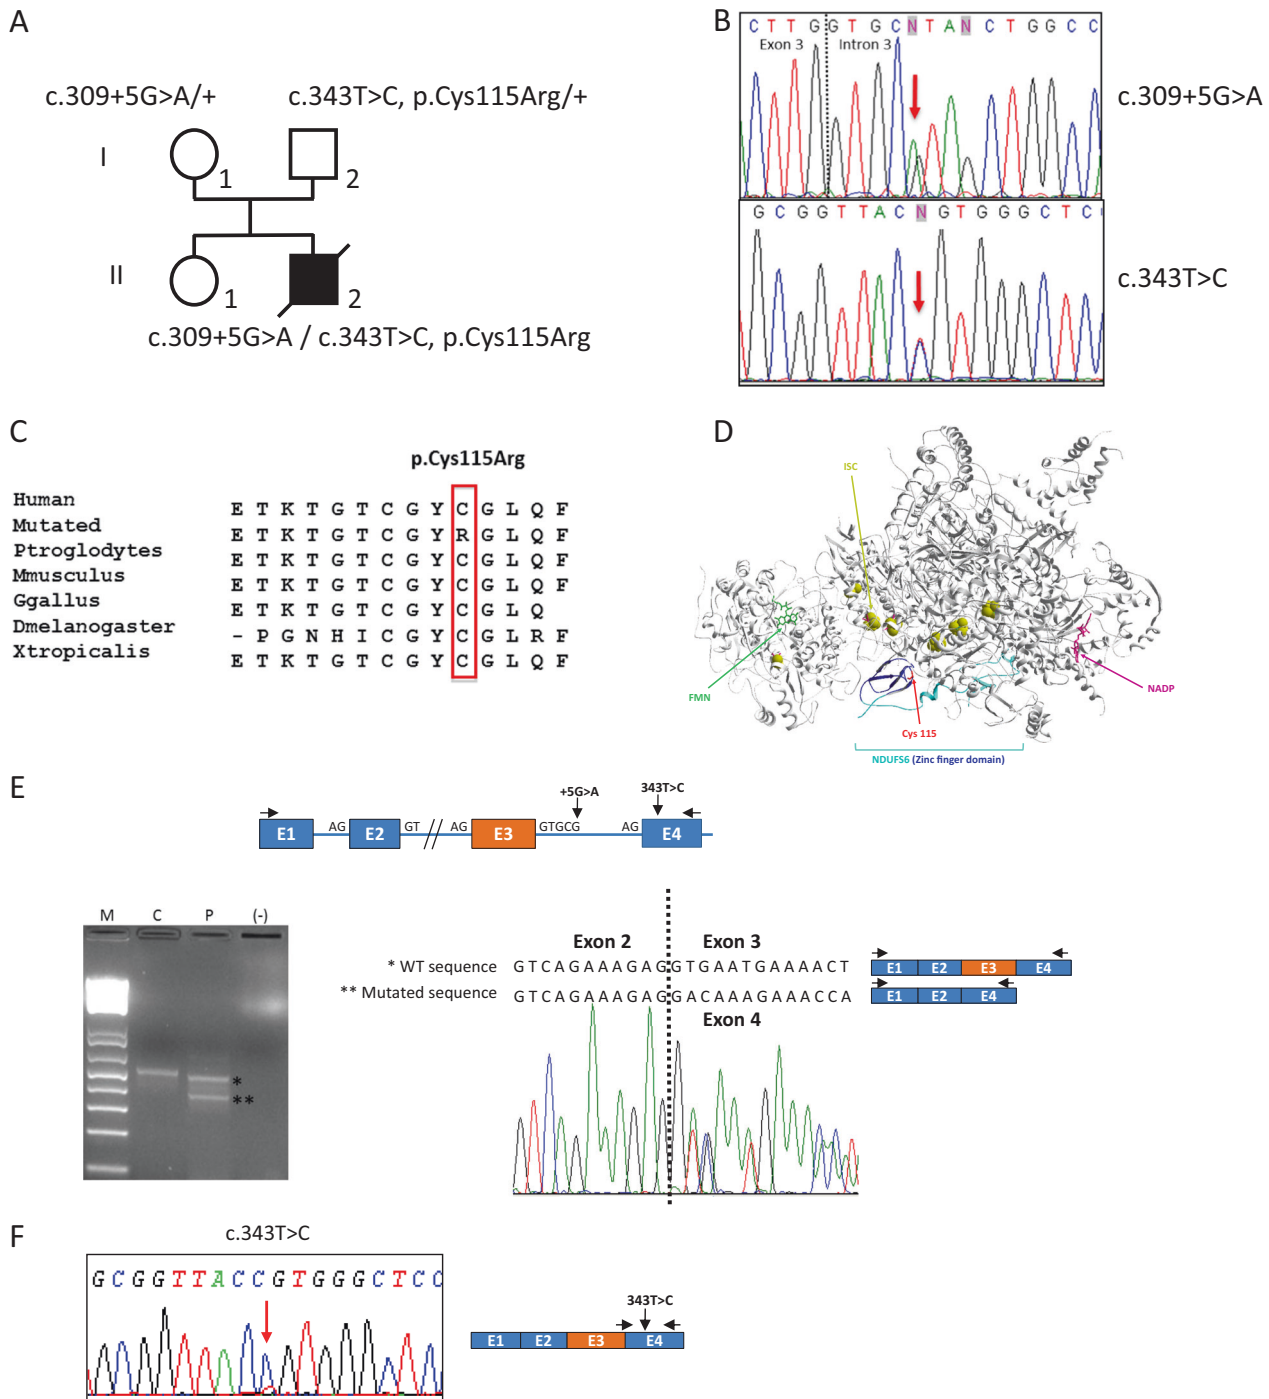 A
c.309+5G>A/+
c.343T>C, p.Cys115Arg/+
I
1
2
II
1
2
c.309+5G>A / c.343T>C, p.Cys115Arg
B
C T T G G T G C N T A N C T G G C C
Exon 3
Intron 3
c.309+5G>A
G C G G T T A C N G T G G G C T C
c.343T>C
C
p.Cys115Arg
Human E T K T G T C G Y C G L Q F
Mutated E T K T G T C G Y R G L Q F
Ptroglodytes E T K T G T C G Y C G L Q F
Mmusculus E T K T G T C G Y C G L Q F
Ggallus E T K T G T C G Y C G L Q
Dmelanogaster - P G N H I C G Y C G L R F
Xtropicalis E T K T G T C G Y C G L Q F
D
ISC
FMN
NADP
Cys 115
NDUFS6 (Zinc finger domain)
E
+5G>A
343T>C
E1 AG E2 GT // AG E3 GTGCG AG E4
M C P (-)
*
**
Exon 2 Exon 3
* WT sequence GTCAGAAAGAGGTGAATGAAAACT
** Mutated sequence GTCAGAAAGAGGACAAAGAAACCA
Exon 4
E1 E2 E3 E4
E1 E2 E4
F
c.343T>C
G C G G T T A C C G T G G G C T C C
343T>C
E1 E2 E3 E4